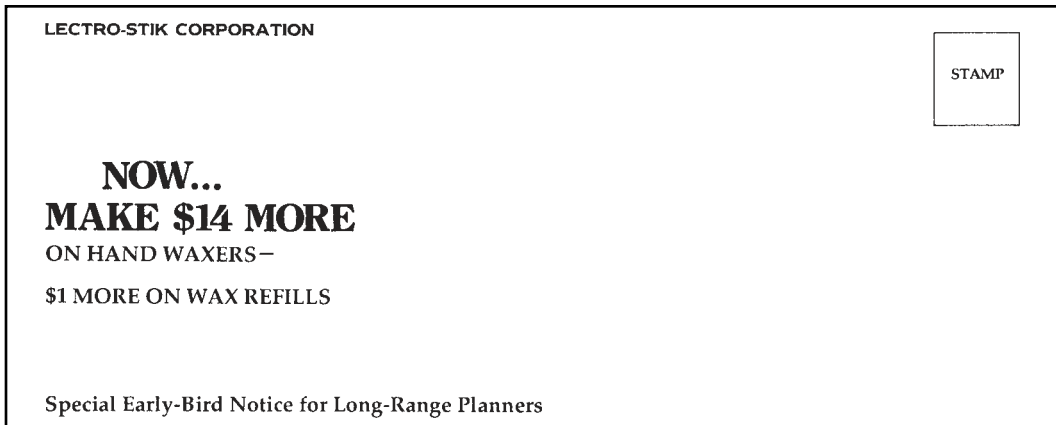 LECTRO-STIK CORPORATION
STAMP
NOW...
MAKE $14 MORE
ON HAND WAXERS—
$1 MORE ON WAX REFILLS
Special Early-Bird Notice for Long-Range Planners